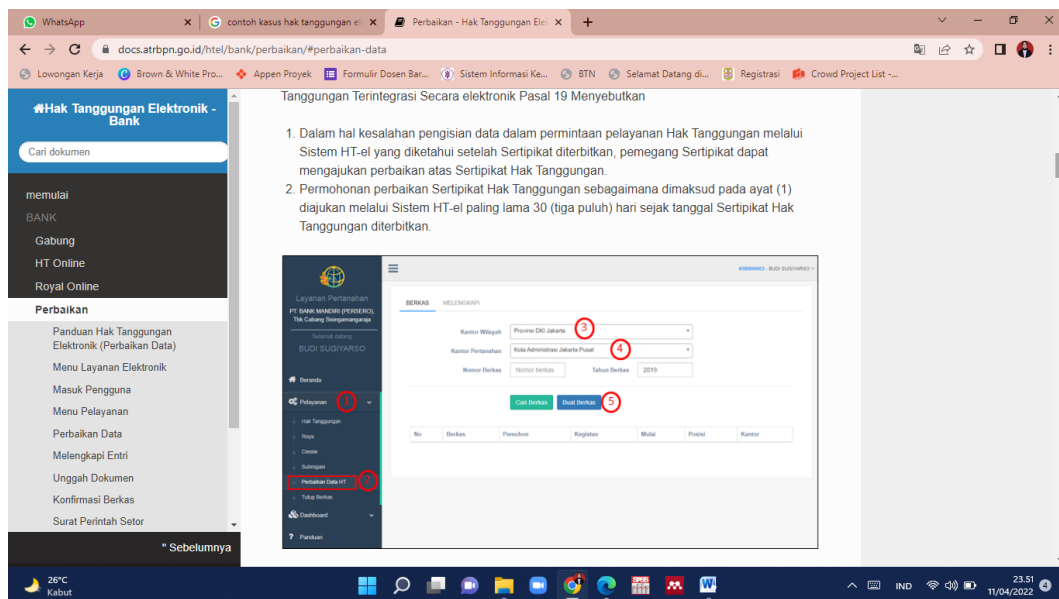 WhatsApp
contoh kasus hak tanggungan el
Perbaikan - Hak Tanggungan Elek
docs.atrbpn.go.id/htel/bank/perbaikan/#perbaikan-data
Lowongan Kerja
Brown & White Pro...
Appen Proyek
Formulir Dosen Bar...
Sistem Informasi Ke...
BTN
Selamat Datang di...
Registrasi
Crowd Project List -...
Hak Tanggungan Elektronik -
Bank
Cari dokumen
memulai
BANK
Gabung
HT Online
Royal Online
Perbaikan
Panduan Hak Tanggungan
Elektronik (Perbaikan Data)
Menu Layanan Elektronik
Masuk Pengguna
Menu Pelayanan
Perbaikan Data
Melengkapi Entri
Unggah Dokumen
Konfirmasi Berkas
Surat Perintah Setor
" Sebelumnya
Tanggungan Terintegrasi Secara elektronik Pasal 19 Menyebutkan
1. Dalam hal kesalahan pengisian data dalam permintaan pelayanan Hak Tanggungan melalui
Sistem HT-el yang diketahui setelah Sertipikat diterbitkan, pemegang Sertipikat dapat
mengajukan perbaikan atas Sertipikat Hak Tanggungan.
2. Permohonan perbaikan Sertipikat Hak Tanggungan sebagaimana dimaksud pada ayat (1)
diajukan melalui Sistem HT-el paling lama 30 (tiga puluh) hari sejak tanggal Sertipikat Hak
Tanggungan diterbitkan.
Layanan Pertanahan
PT. BANK MANDIRI (PERSERO),
Tbk Cabang Sisingamangaraja
Selamat datang
BUDI SUGIYARSO
Beranda
Pelayanan 1
Hak Tanggungan
Roya
Cessie
Subrogasi
Perbaikan Data HT 2
Tutup Berkas
Dashboard
? Panduan
- BUDI SUGIYARSO
BERKAS MELENGKAPI
Kantor Wilayah Provinsi DKI Jakarta 3
Kantor Pertanahan Kota Administrasi Jakarta Pusat 4
Nomor Berkas Nomor berkas Tahun Berkas 2019
Cari Berkas Buat Berkas 5
No Berkas Pemohon Kegiatan Mulai Posisi Kantor
26°C
Kabut
IND
23.51
11/04/2022
4